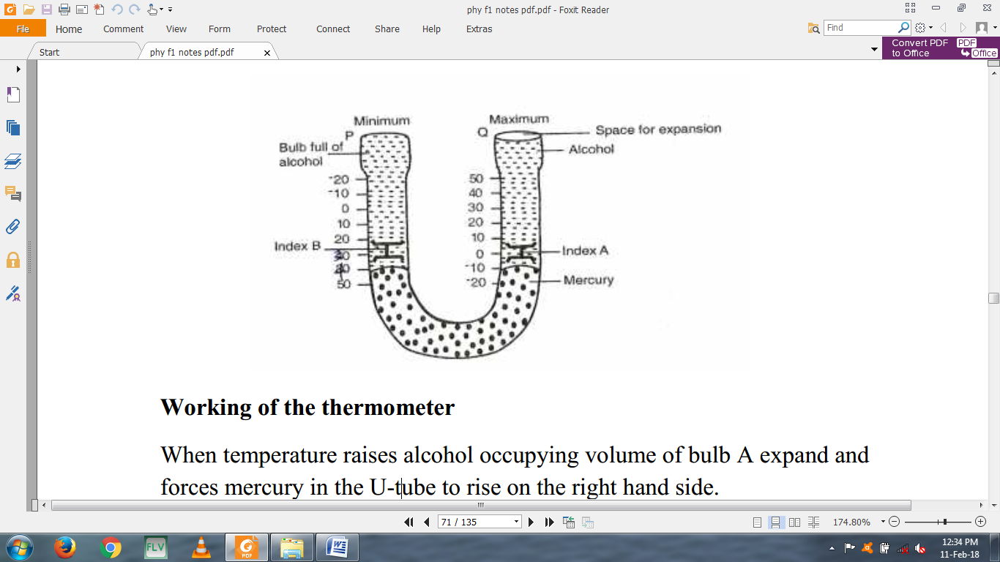 phy f1 notes pdf.pdf - Foxit Reader
File Home Comment View Form Protect Connect Share Help Extras
Find
Start
phy f1 notes pdf.pdf
Convert PDF to Office
PDF
Office
Minimum
Maximum
P
Q
Space for expansion
Bulb full of
alcohol
Alcohol
-20
-10
0
10
20
50
50
40
30
20
10
0
-10
-20
Index B
Index A
Mercury
Working of the thermometer
When temperature raises alcohol occupying volume of bulb A expand and
forces mercury in the U-tube to rise on the right hand side.
71 / 135
174.80%
FLV
PDF
12:34 PM
11-Feb-18